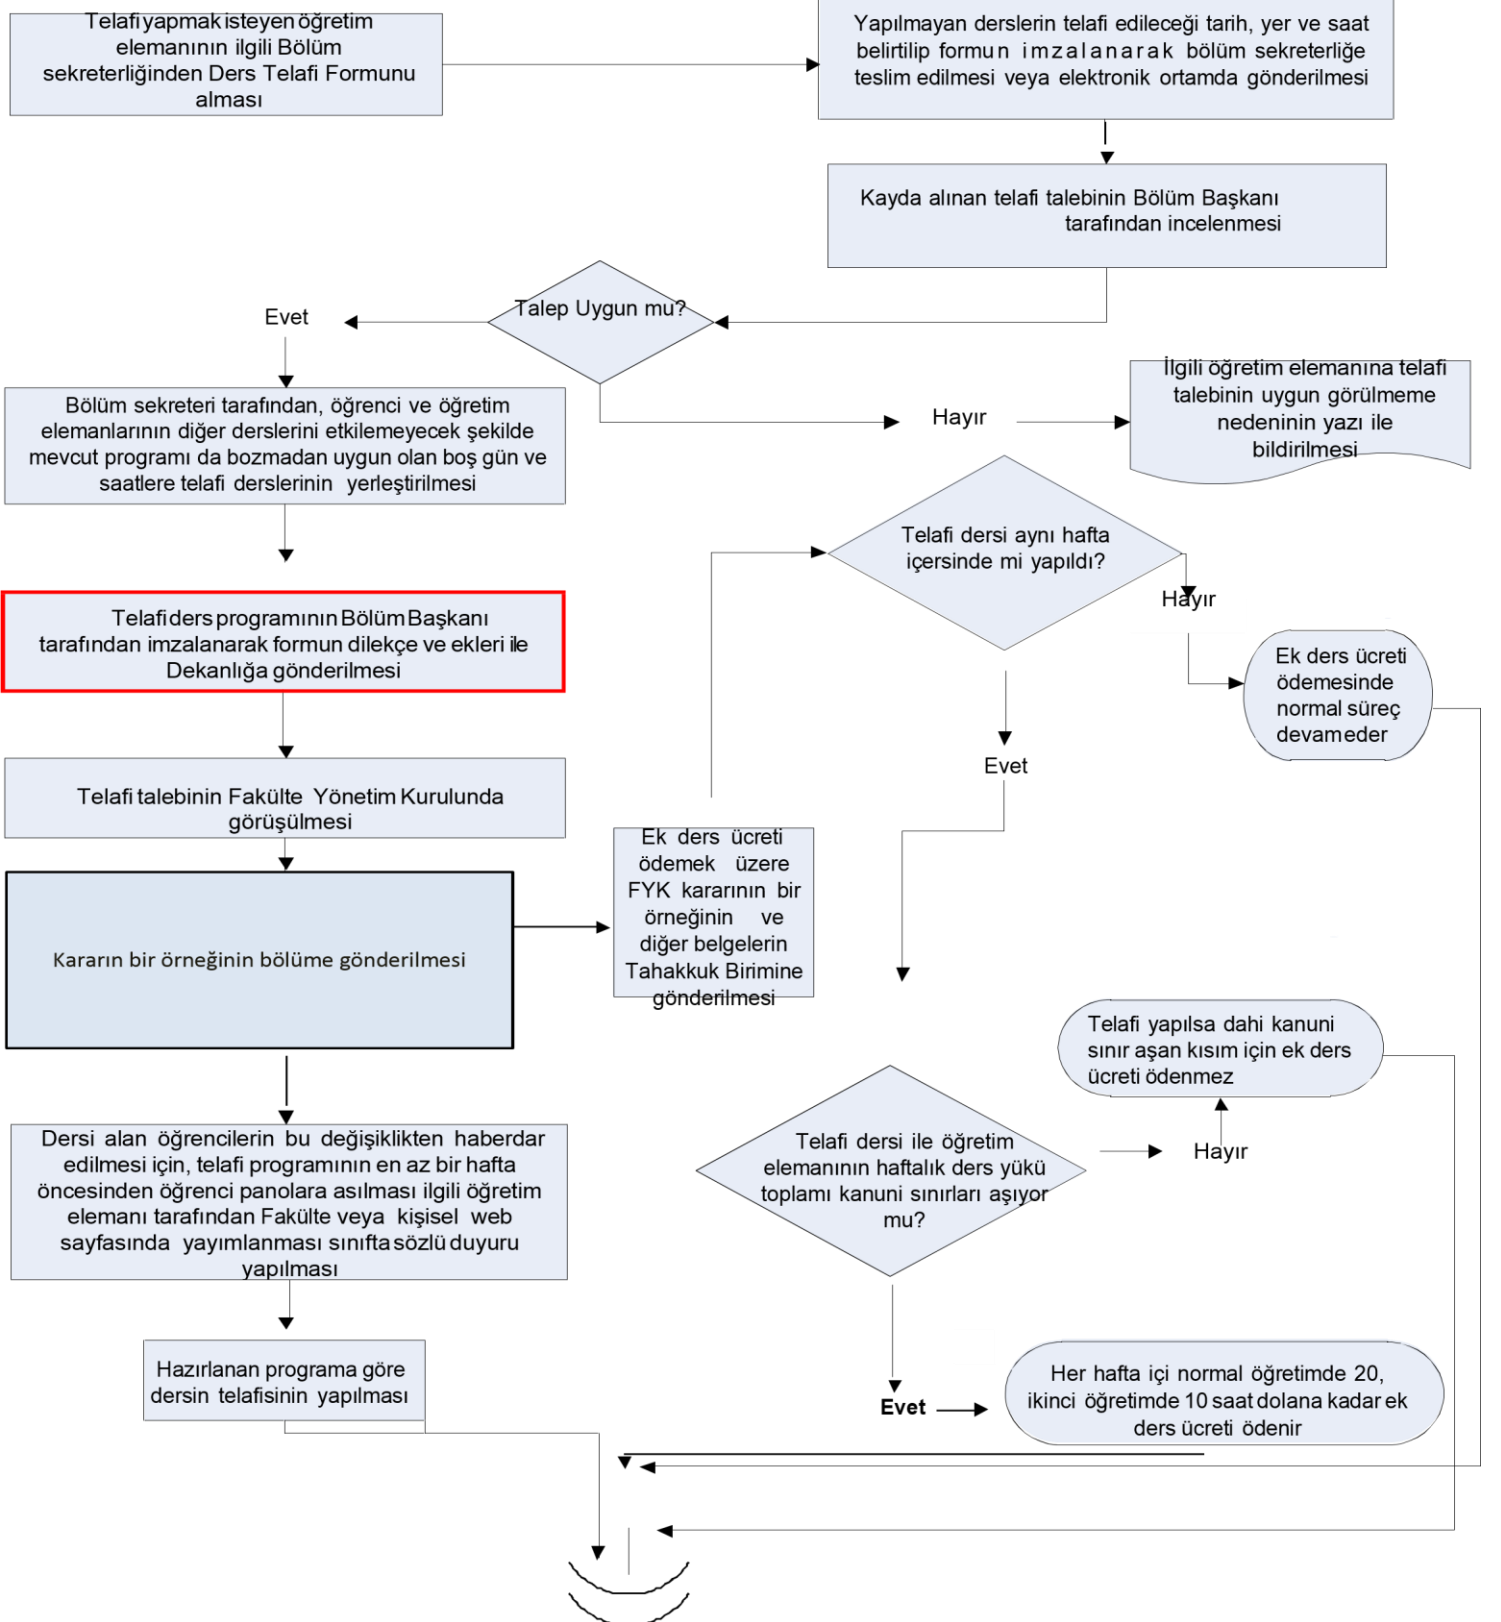 Telafi yapmak isteyen öğretim
elemanının ilgili Bölüm
sekreterliğinden Ders Telafi Formunu
alması
Yapılmayan derslerin telafi edileceği tarih, yer ve saat
belirtilip formun imzalanarak bölüm sekreterliğe
teslim edilmesi veya elektronik ortamda gönderilmesi
Kayda alınan telafi talebinin Bölüm Başkanı
tarafından incelenmesi
Talep Uygun mu?
Evet
Hayır
İlgili öğretim elemanına telafi
talebinin uygun görülmeme
nedeninin yazı ile
bildirilmesi
Bölüm sekreteri tarafından, öğrenci ve öğretim
elemanlarının diğer derslerini etkilemeyecek şekilde
mevcut programı da bozmadan uygun olan boş gün ve
saatlere telafi derslerinin yerleştirilmesi
Telafi ders programının Bölüm Başkanı
tarafından imzalanarak formun dilekçe ve ekleri ile
Dekanlığa gönderilmesi
Telafi talebinin Fakülte Yönetim Kurulunda
görüşülmesi
Kararın bir örneğinin bölüme gönderilmesi
Ek ders ücreti
ödemek üzere
FYK kararının bir
örneğinin ve
diğer belgelerin
Tahakkuk Birimine
gönderilmesi
Telafi dersi aynı hafta
içersinde mi yapıldı?
Hayır
Ek ders ücreti
ödemesinde
normal süreç
devam eder
Evet
Telafi yapılsa dahi kanuni
sınır aşan kısım için ek ders
ücreti ödenmez
Telafi dersi ile öğretim
elemanının haftalık ders yükü
toplamı kanuni sınırları aşıyor
mu?
Hayır
Evet
Her hafta içi normal öğretimde 20,
ikinci öğretimde 10 saat dolana kadar ek
ders ücreti ödenir
Dersi alan öğrencilerin bu değişiklikten haberdar
edilmesi için, telafi programının en az bir hafta
öncesinden öğrenci panolara asılması ilgili öğretim
elemanı tarafından Fakülte veya kişisel web
sayfasında yayımlanması sınıfta sözlü duyuru
yapılması
Hazırlanan programa göre
dersin telafisinin yapılması